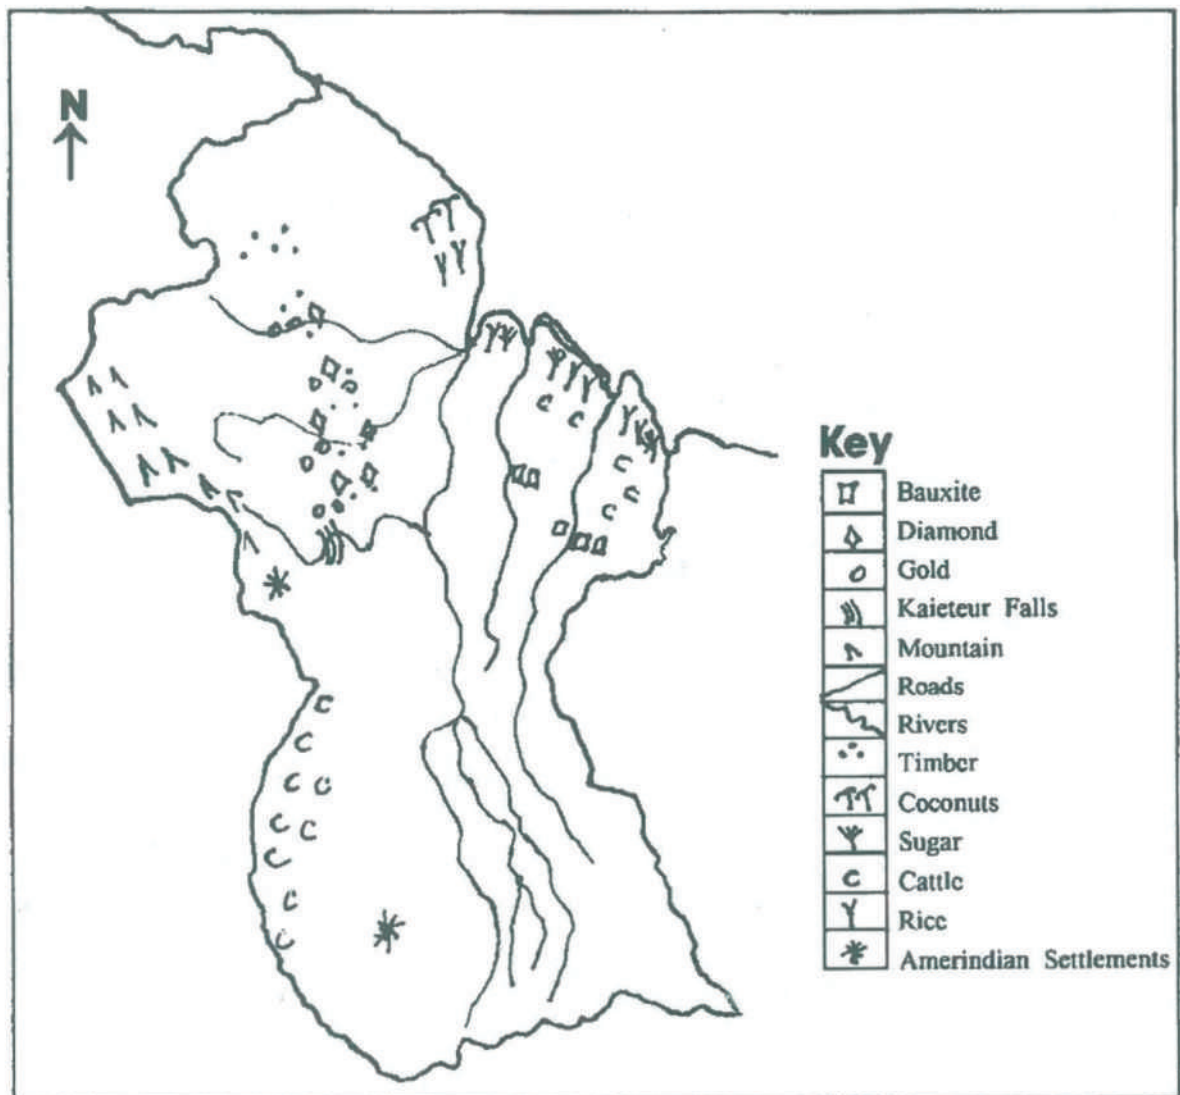 N
Key
Bauxite
Diamond
Gold
Kaieteur Falls
Mountain
Roads
Rivers
Timber
Coconuts
Sugar
Cattle
Rice
Amerindian Settlements